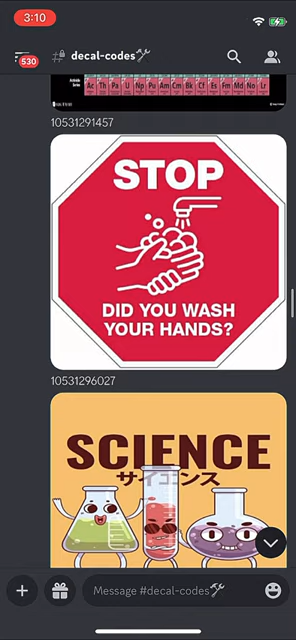 3:10
530
# decal-codes
Ac Th Pa U Np Pu Am Cm Bk Cf Es Fm Md No Lr
10531291457
STOP
DID YOU WASH
YOUR HANDS?
10531296027
SCIENCE
サイエンス
Message #decal-codes